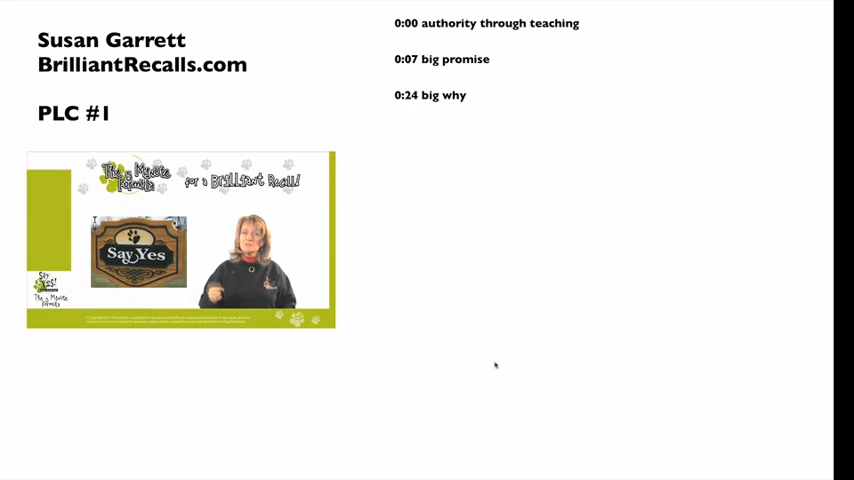 Susan Garrett
BrilliantRecalls.com
PLC #1
0:00 authority through teaching
0:07 big promise
0:24 big why
The 5 Minute
Formula
for a Brilliant Recall!
Say Yes
Say
YES!
The 5 Minute
Formula